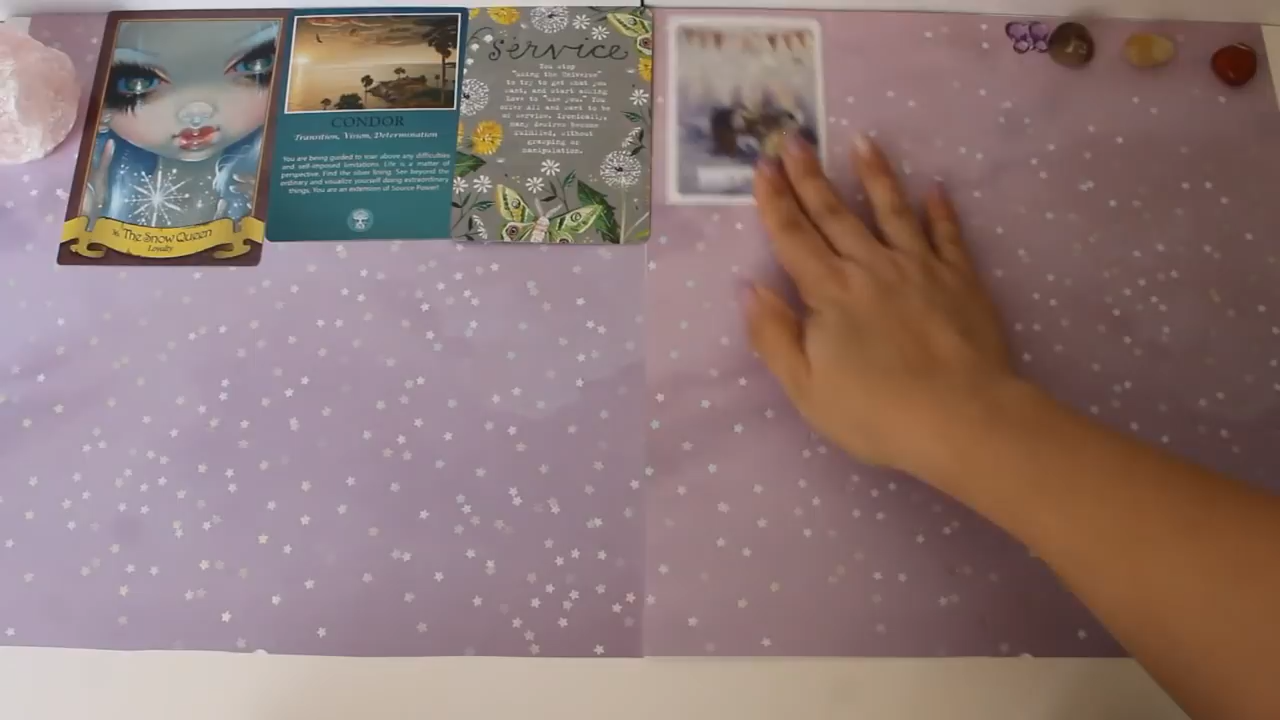 16 The Snow Queen
Loyalty
CONDOR
Transition, Vision, Determination
You are being guided to soar above any difficulties
and self-imposed limitations. Life is a matter of
perspective. Find the silver lining. See beyond the
ordinary and visualize yourself doing extraordinary
things. You are an extension of Source Power!
service
You stop
"using the Universe"
to try to get what you
want, and start asking
Love to "use you." You
offer all and want to be
of service. Ironically,
many desires become
fulfilled, without
grasping or
manipulation.